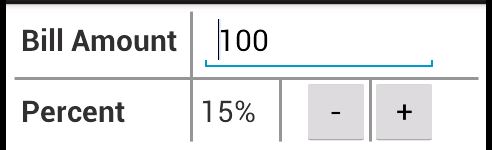 Bill Amount 100
Percent 15% - +